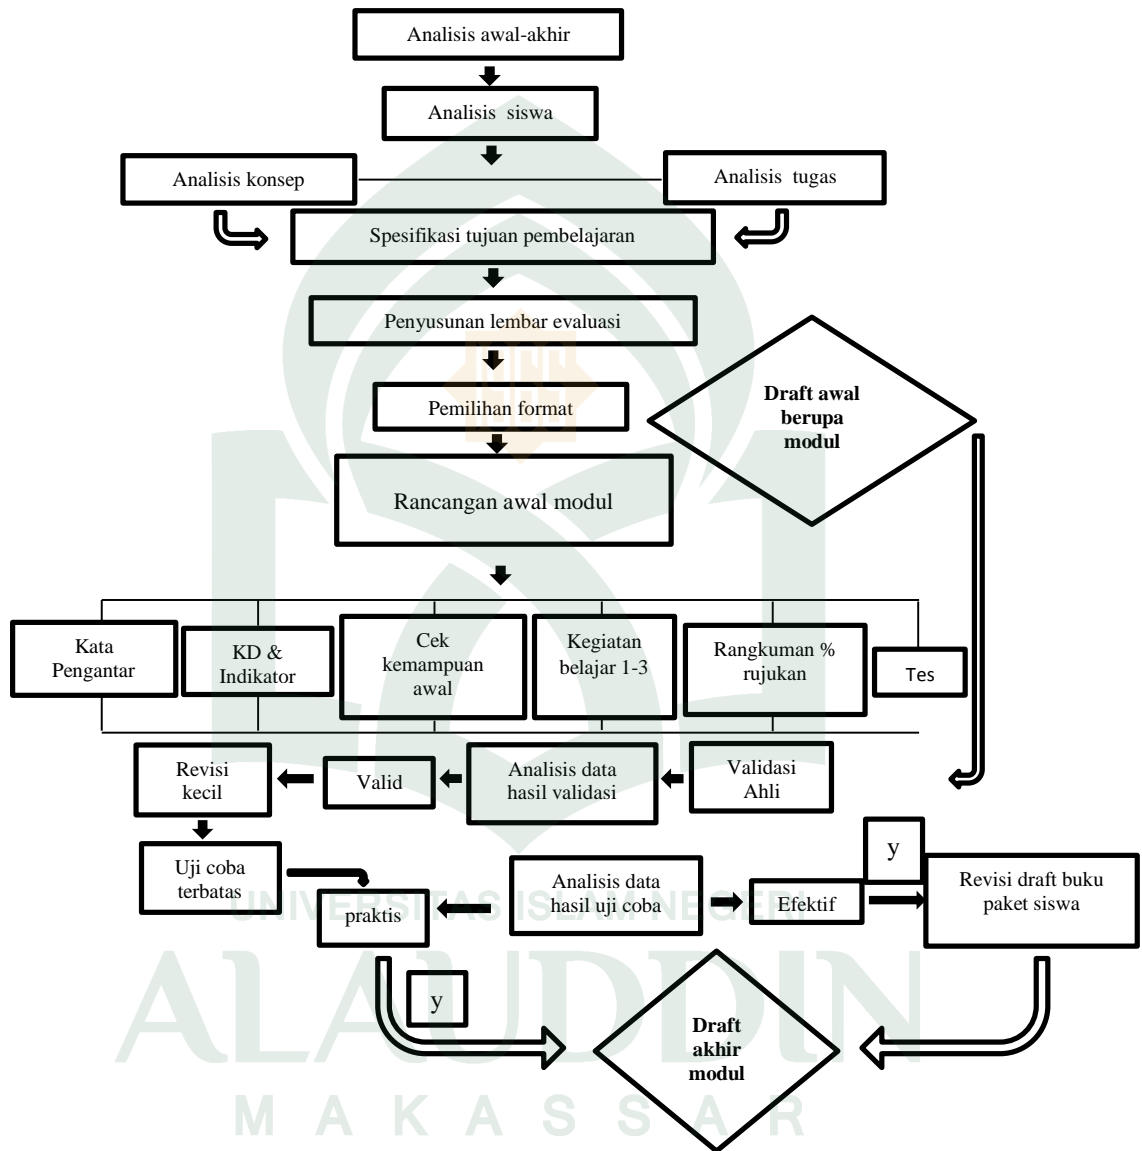 Analisis awal-akhir
Analisis siswa
Analisis konsep
Analisis tugas
Spesifikasi tujuan pembelajaran
Penyusunan lembar evaluasi
Pemilihan format
Draft awal
berupa
modul
Rancangan awal modul
Kata
Pengantar
KD &
Indikator
Cek
kemampuan
awal
Kegiatan
belajar 1-3
Rangkuman %
rujukan
Tes
Revisi
kecil
Valid
Analisis data
hasil validasi
Validasi
Ahli
Uji coba
terbatas
praktis
Analisis data
hasil uji coba
Efektif
y
Revisi draft buku
paket siswa
y
Draft
akhir
modul
UNIVERSITAS ISLAM NEGERI
ALAUDDIN
MAKASSAR